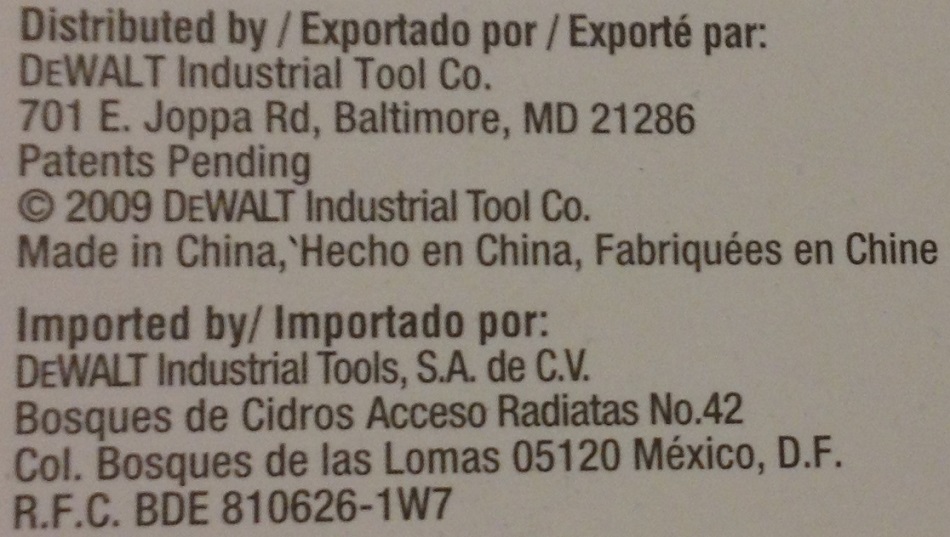 Distributed by / Exportado por / Exporté par:
DEWALT Industrial Tool Co.
701 E. Joppa Rd, Baltimore, MD 21286
Patents Pending
© 2009 DEWALT Industrial Tool Co.
Made in China,`Hecho en China, Fabriquées en Chine
Imported by/ Importado por:
DEWALT Industrial Tools, S.A. de C.V.
Bosques de Cidros Acceso Radiatas No.42
Col. Bosques de las Lomas 05120 México, D.F.
R.F.C. BDE 810626-1W7